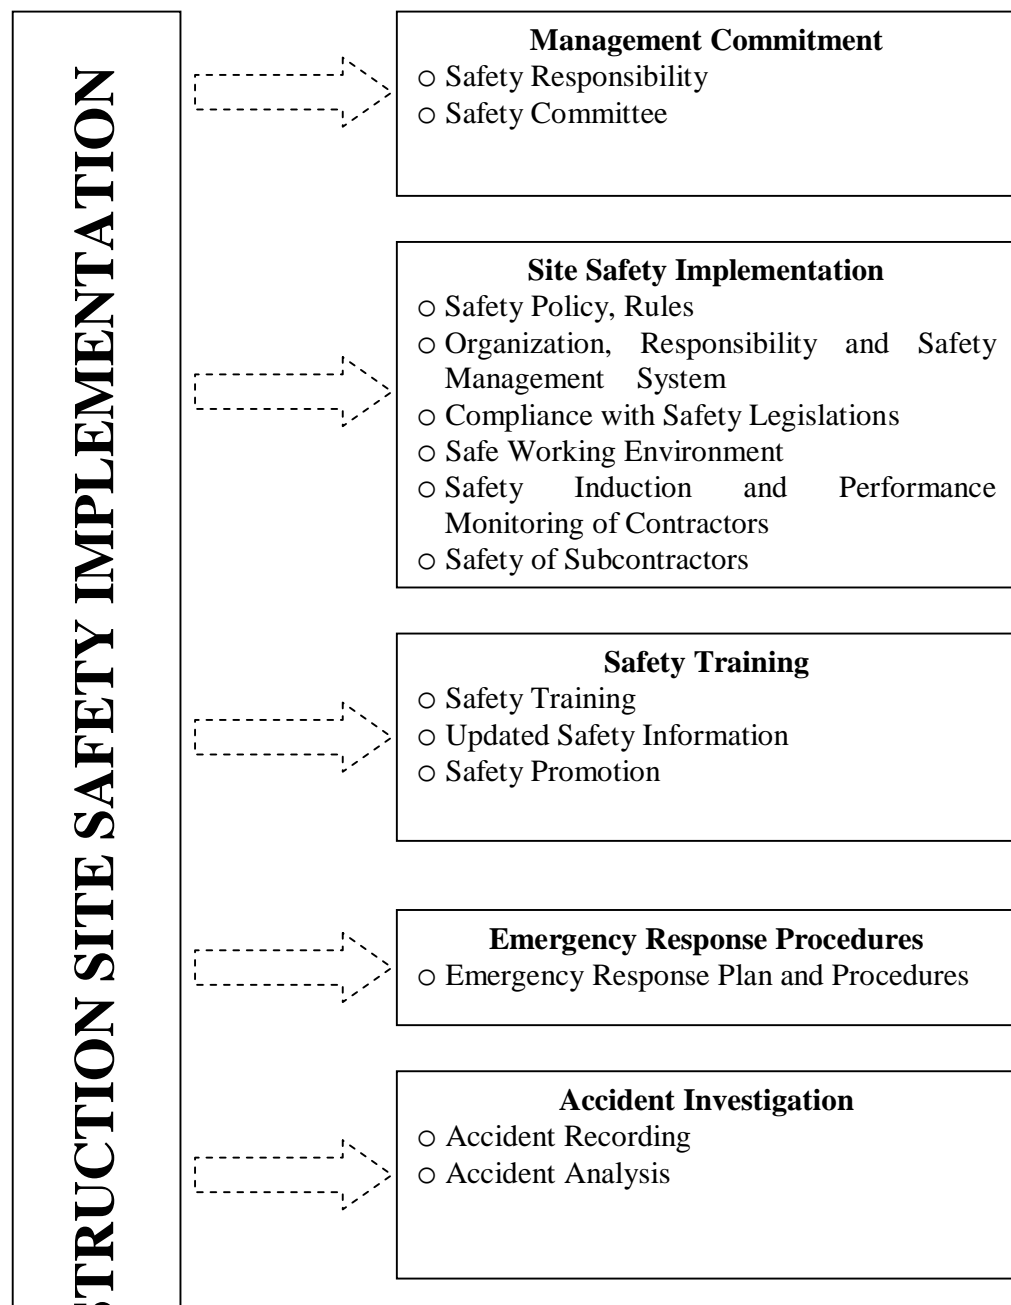 STRUCTION SITE SAFETY IMPLEMENTATION
Management Commitment
o Safety Responsibility
o Safety Committee
Site Safety Implementation
o Safety Policy, Rules
o Organization, Responsibility and Safety
Management System
o Compliance with Safety Legislations
o Safe Working Environment
o Safety Induction and Performance
Monitoring of Contractors
o Safety of Subcontractors
Safety Training
o Safety Training
o Updated Safety Information
o Safety Promotion
Emergency Response Procedures
o Emergency Response Plan and Procedures
Accident Investigation
o Accident Recording
o Accident Analysis